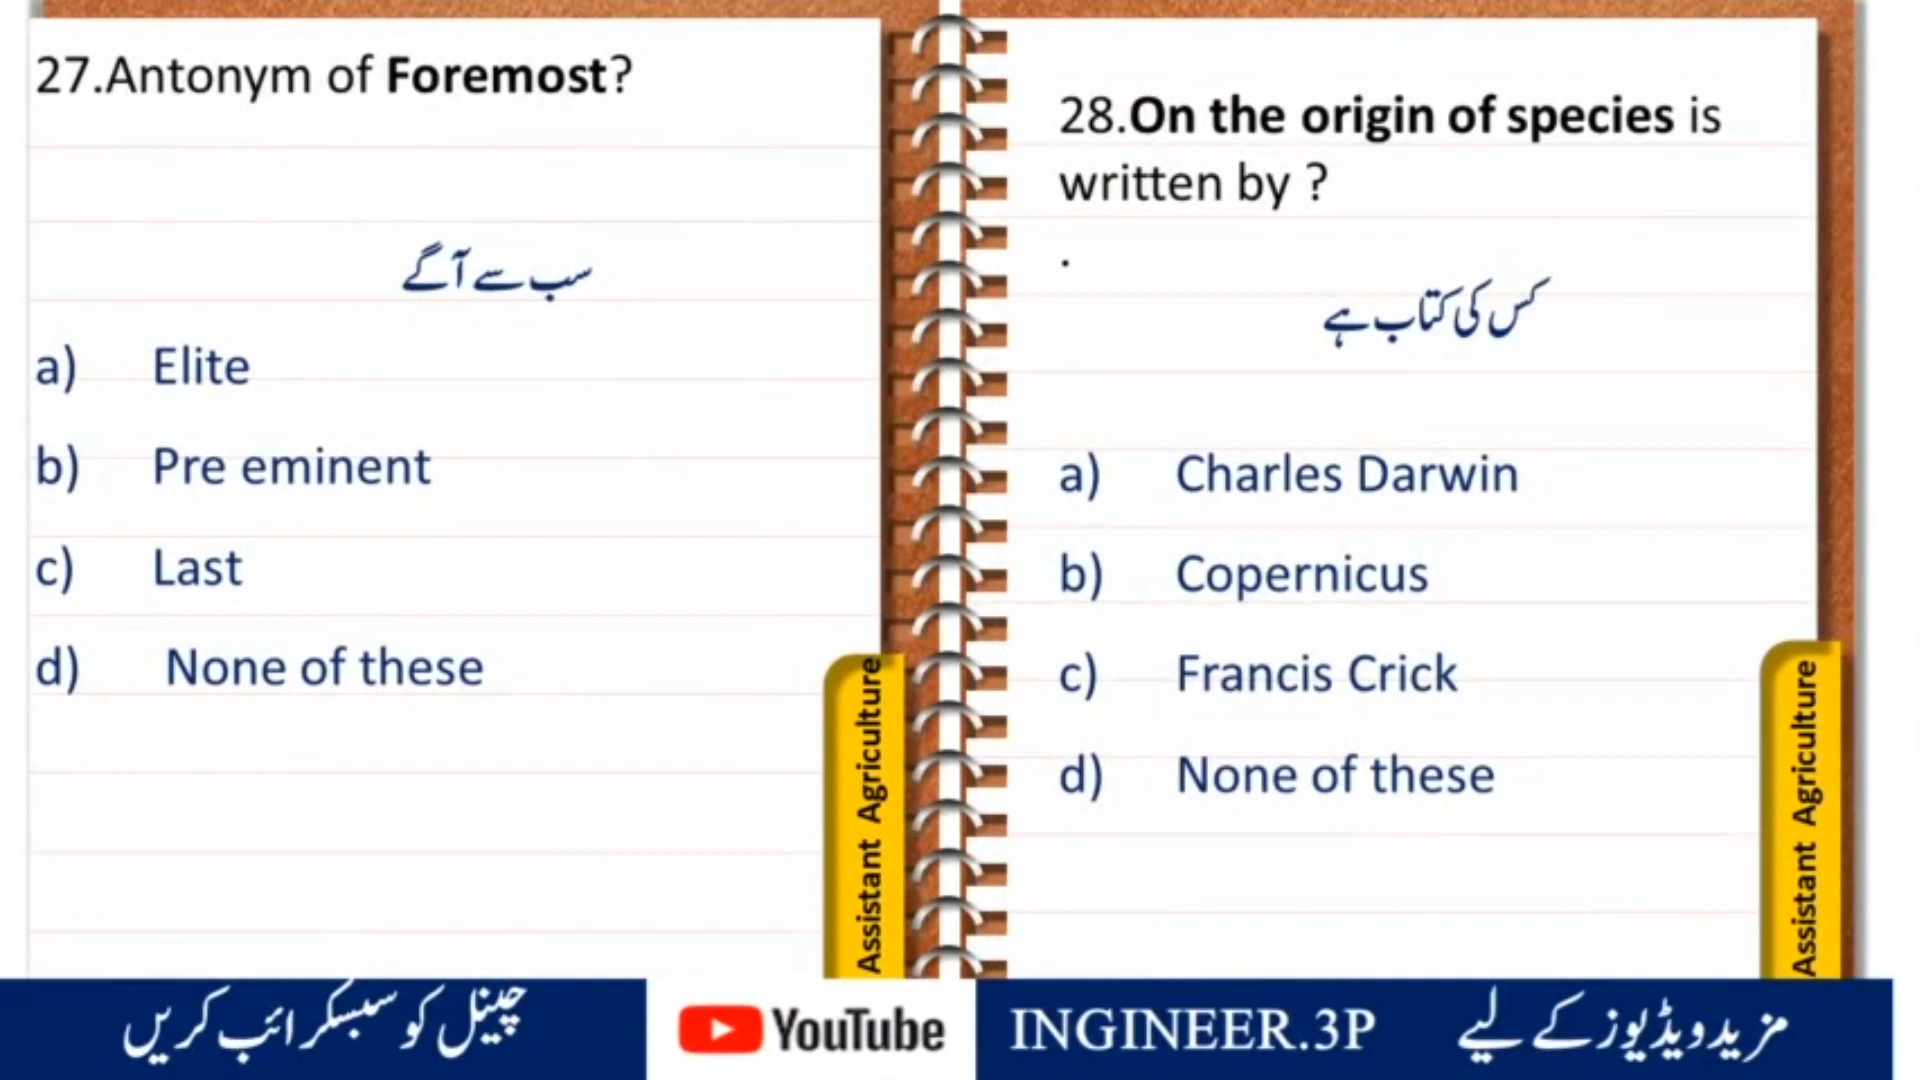 27.Antonym of Foremost?
سب سے آگے
a) Elite
b) Pre eminent
c) Last
d) None of these
Assistant Agriculture
28.On the origin of species is
written by ?
.
کس کی کتاب ہے
a) Charles Darwin
b) Copernicus
c) Francis Crick
d) None of these
Assistant Agriculture
چینل کو سبسکرائب کریں
YouTube
INGINEER.3P
مزید ویڈیوز کے لیے